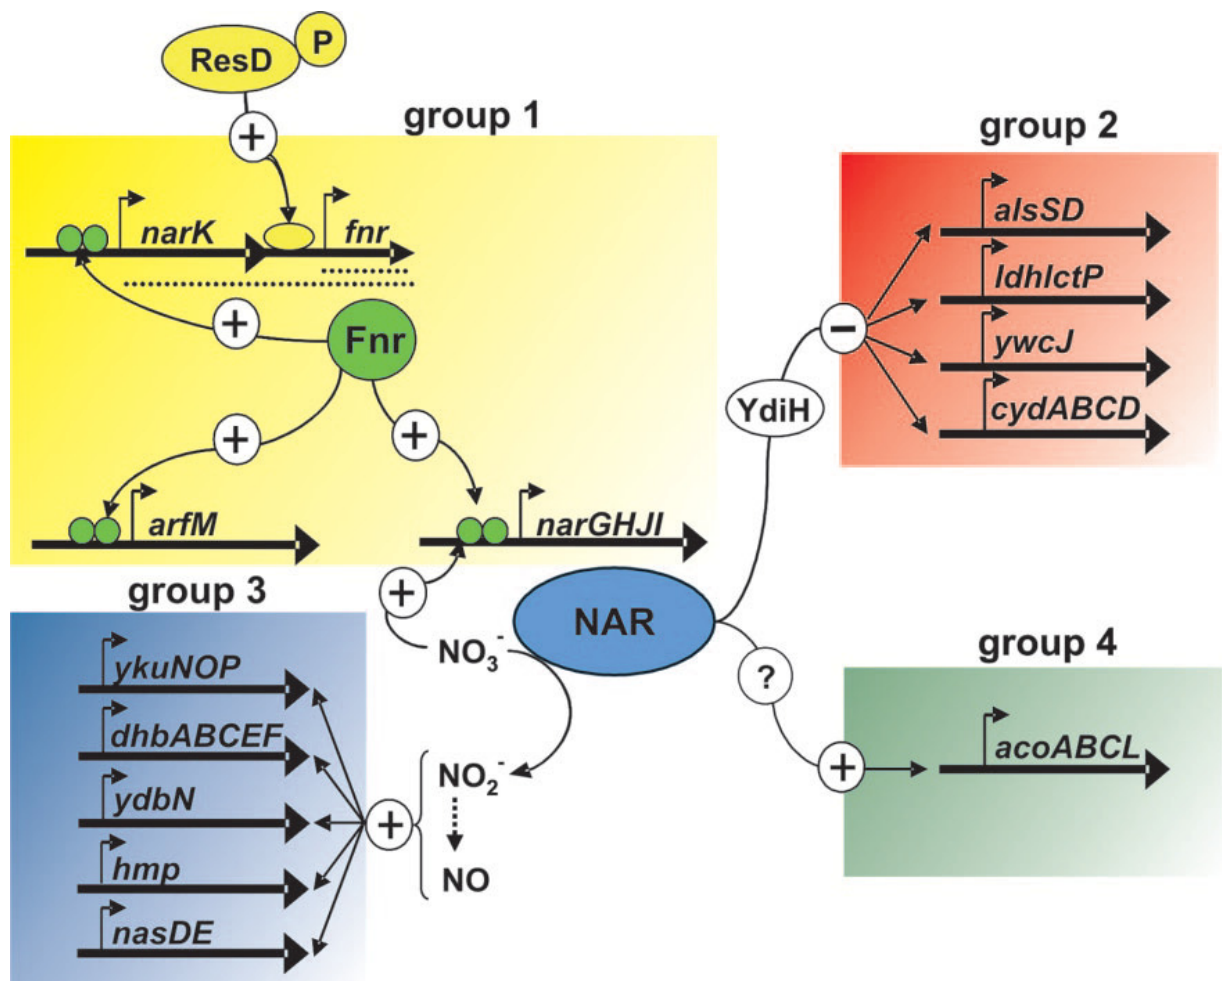 ResD
P
group 1
group 2
+
narK
fnr
alsSD
ldhlctP
ywcJ
cydABCD
+
Fnr
−
YdiH
+
+
arfM
narGHJI
group 3
+
NAR
NO3-
group 4
?
ykuNOP
dhbABCEF
ydbN
hmp
nasDE
+
NO2-
NO
+
acoABCL